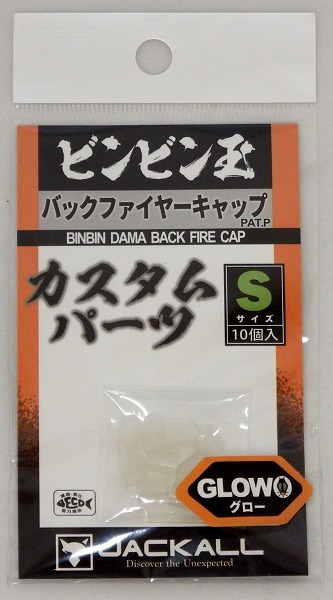 ビンビン玉
バックファイヤーキャップ
PAT.P
BINBIN DAMA BACK FIRE CAP
カスタム
パーツ
S
サイズ
10個入
ECO
GLOW
グロー
JACKALL
Discover the Unexpected